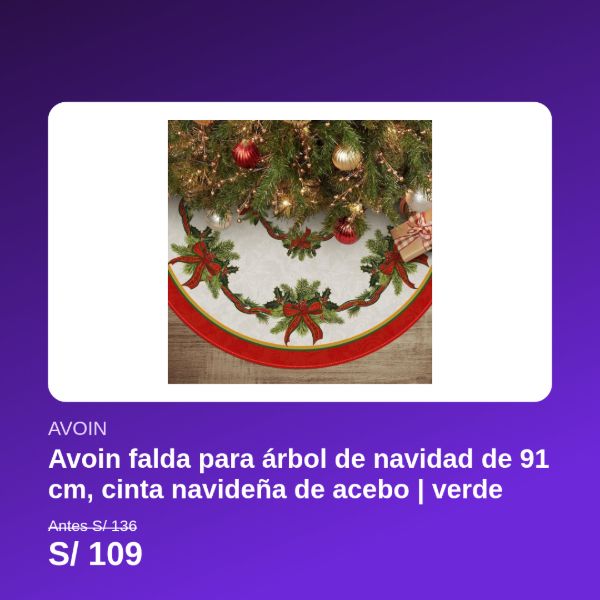 AVOIN
Avoin falda para árbol de navidad de 91
cm, cinta navideña de acebo | verde
Antes S/ 136
S/ 109